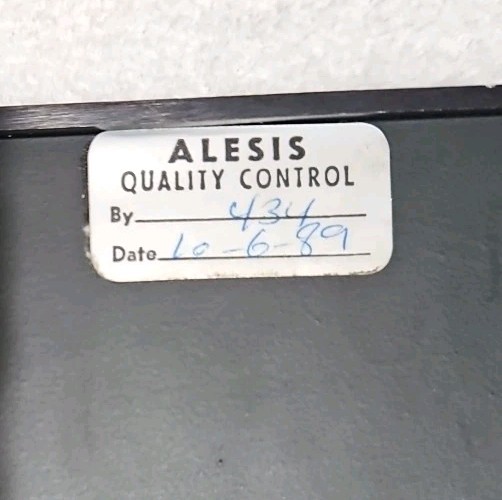 ALESIS
QUALITY CONTROL
By 434
Date 10-6-89